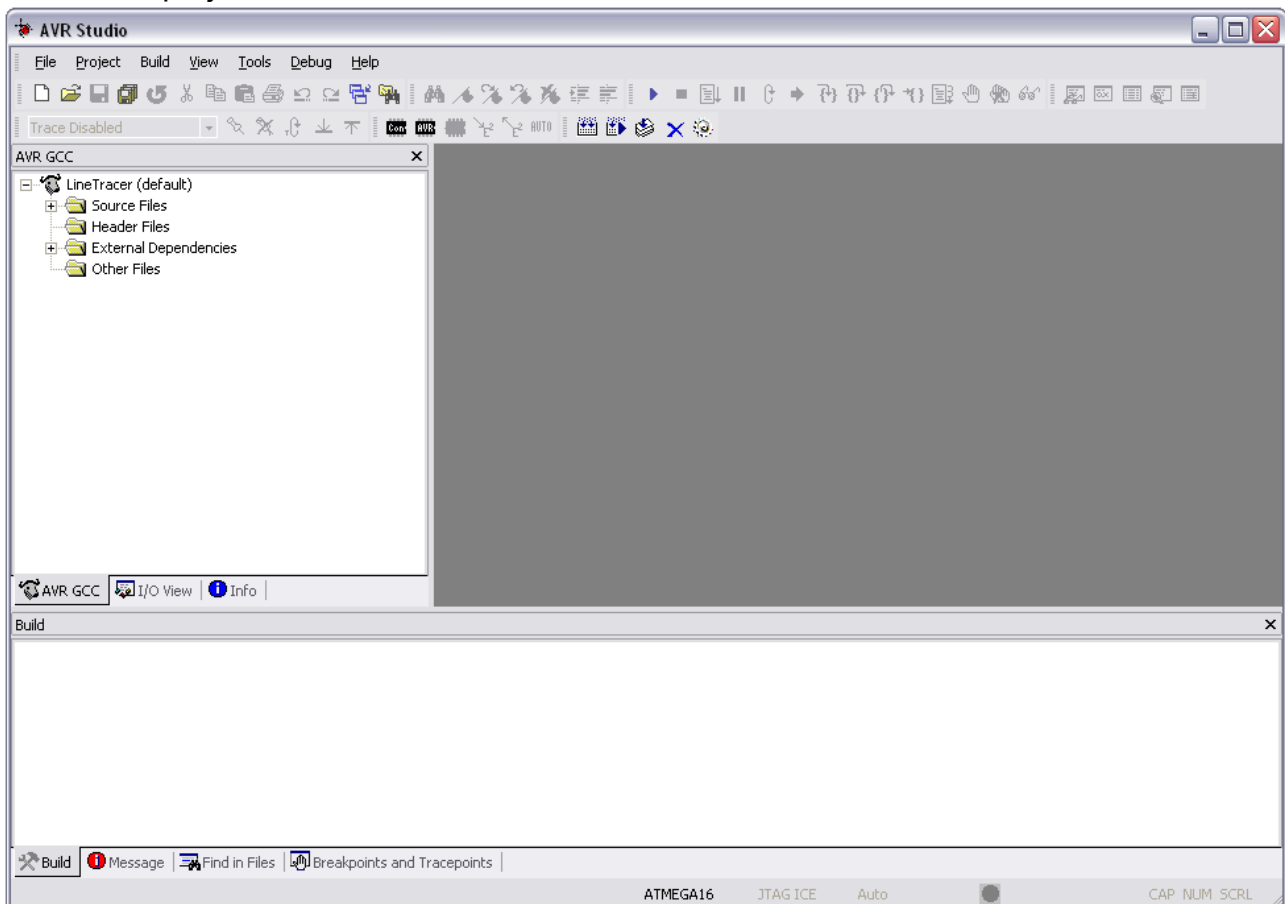 AVR Studio
File Project Build View Tools Debug Help
Trace Disabled Con AVR AUTO
AVR GCC
LineTracer (default)
Source Files
Header Files
External Dependencies
Other Files
AVR GCC I/O View Info
Build
Build Message Find in Files Breakpoints and Tracepoints
ATMEGA16 JTAG ICE Auto CAP NUM SCRL